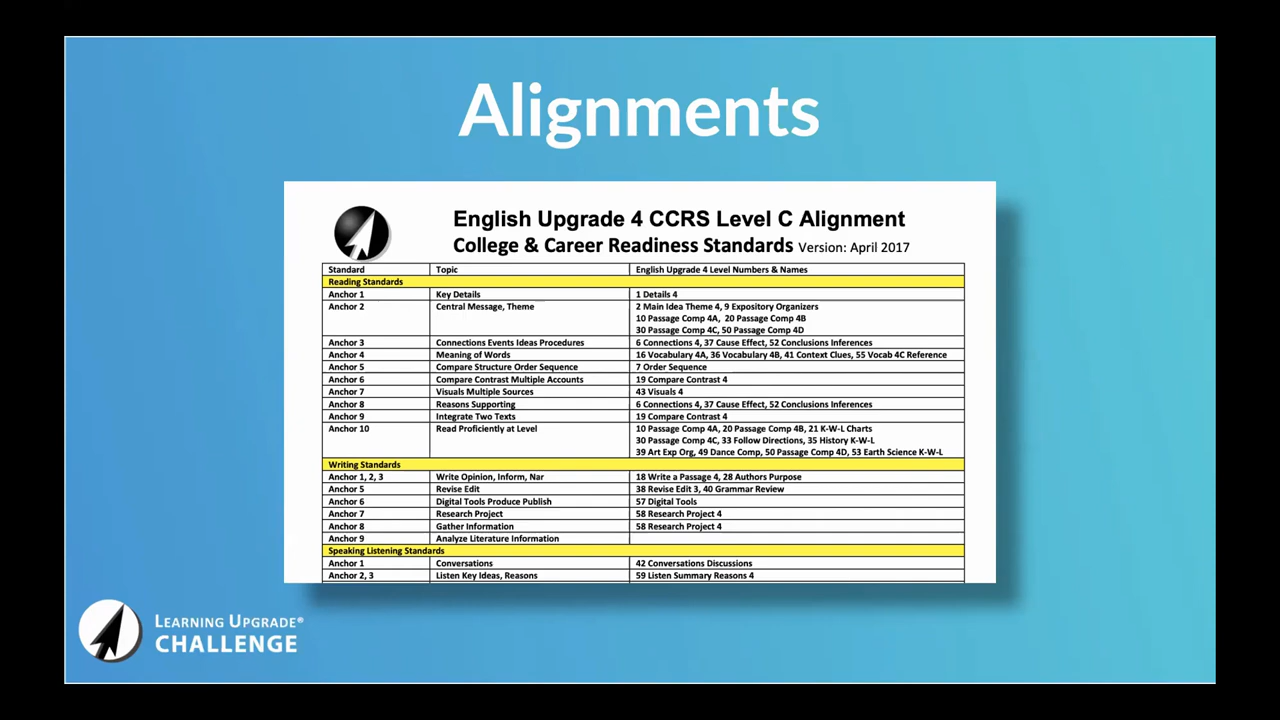 Alignments
English Upgrade 4 CCRS Level C Alignment
College & Career Readiness Standards Version: April 2017
Standard Topic English Upgrade 4 Level Numbers & Names
Reading Standards
Anchor 1 Key Details 1 Details 4
Anchor 2 Central Message, Theme 2 Main Idea Theme 4, 9 Expository Organizers
10 Passage Comp 4A, 20 Passage Comp 4B
30 Passage Comp 4C, 50 Passage Comp 4D
Anchor 3 Connections Events Ideas Procedures 6 Connections 4, 37 Cause Effect, 52 Conclusions Inferences
Anchor 4 Meaning of Words 16 Vocabulary 4A, 36 Vocabulary 4B, 41 Context Clues, 55 Vocab 4C Reference
Anchor 5 Compare Structure Order Sequence 7 Order Sequence
Anchor 6 Compare Contrast Multiple Accounts 19 Compare Contrast 4
Anchor 7 Visuals Multiple Sources 43 Visuals 4
Anchor 8 Reasons Supporting 6 Connections 4, 37 Cause Effect, 52 Conclusions Inferences
Anchor 9 Integrate Two Texts 19 Compare Contrast 4
Anchor 10 Read Proficiently at Level 10 Passage Comp 4A, 20 Passage Comp 4B, 21 K-W-L Charts
30 Passage Comp 4C, 33 Follow Directions, 35 History K-W-L
39 Art Exp Org, 49 Dance Comp, 50 Passage Comp 4D, 53 Earth Science K-W-L
Writing Standards
Anchor 1, 2, 3 Write Opinion, Inform, Nar 18 Write a Passage 4, 28 Authors Purpose
Anchor 5 Revise Edit 38 Revise Edit 3, 40 Grammar Review
Anchor 6 Digital Tools Produce Publish 57 Digital Tools
Anchor 7 Research Project 58 Research Project 4
Anchor 8 Gather Information 58 Research Project 4
Anchor 9 Analyze Literature Information
Speaking Listening Standards
Anchor 1 Conversations 42 Conversations Discussions
Anchor 2, 3 Listen Key Ideas, Reasons 59 Listen Summary Reasons 4
LEARNING UPGRADE®
CHALLENGE